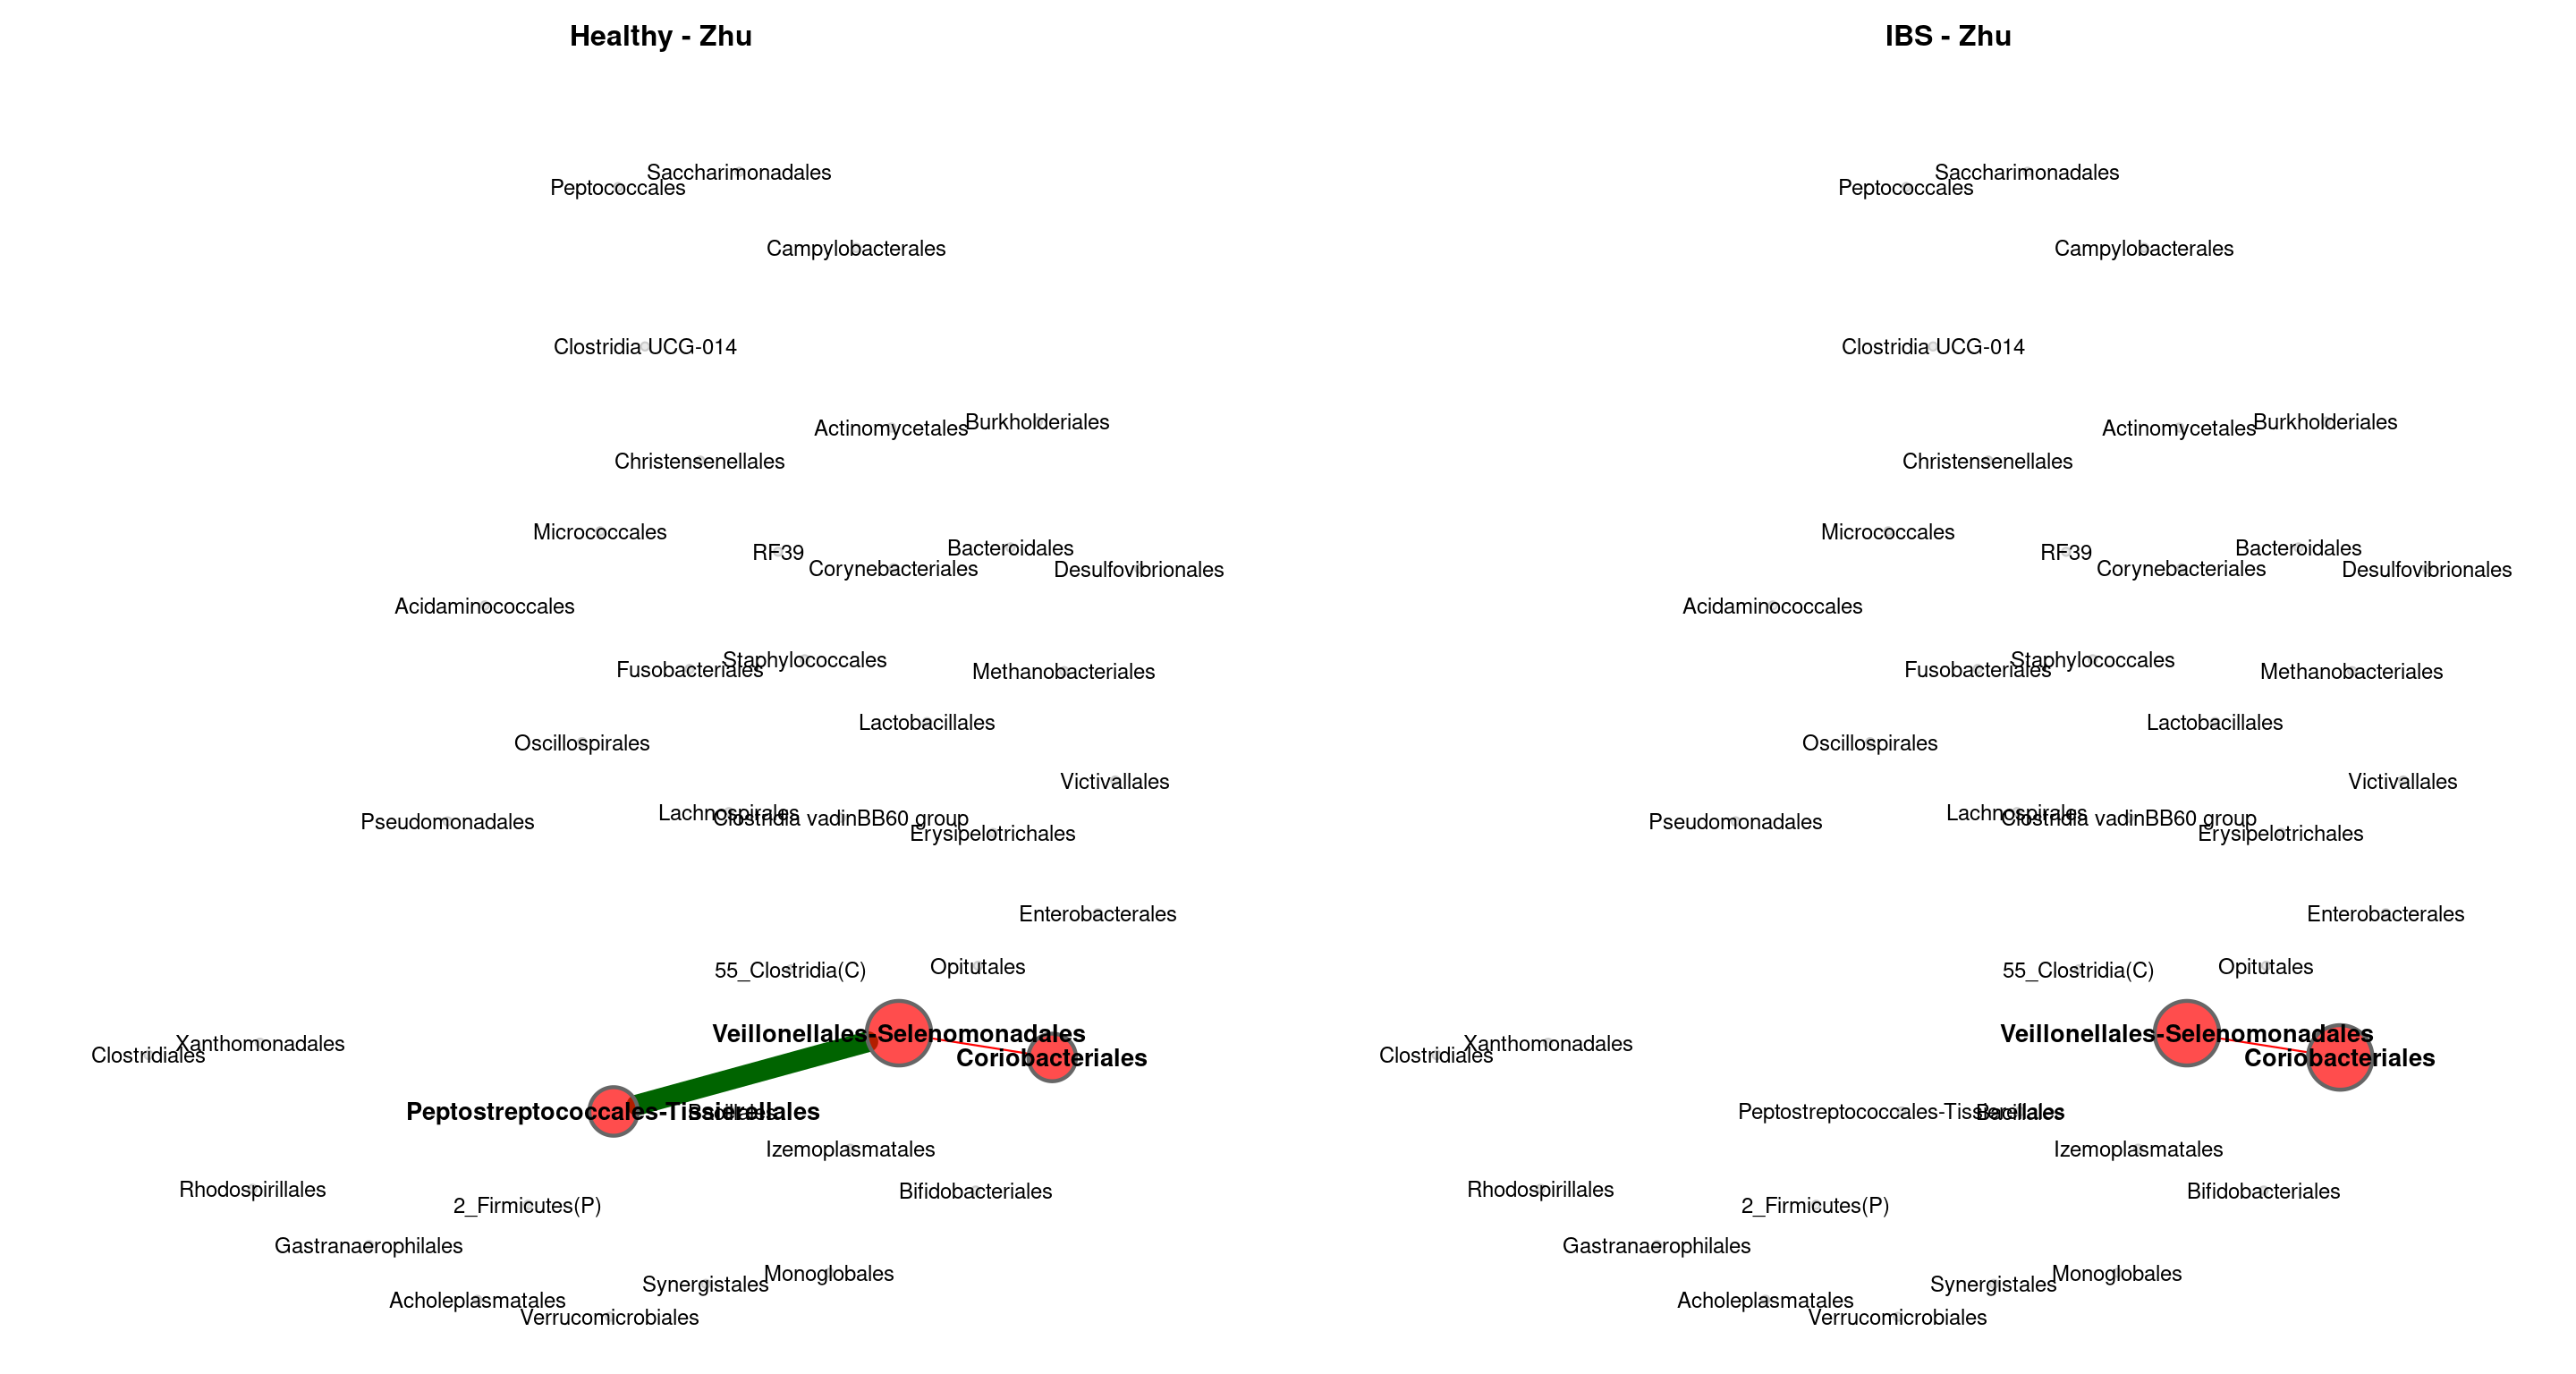 Healthy - Zhu
Saccharimonadales
Peptococcales
Campylobacterales
Clostridia UCG-014
Burkholderiales
Actinomycetales
Christensenellales
Micrococcales
Bacteroidales
RF39
Corynebacteriales
Desulfovibrionales
Acidaminococcales
Staphylococcales
Fusobacteriales
Methanobacteriales
Lactobacillales
Oscillospirales
Victivallales
Lachnospirales
Clostridia vadinBB60 group
Pseudomonadales
Erysipelotrichales
Enterobacterales
Opitutales
55_Clostridia(C)
Veillonellales-Selenomonadales
Xanthomonadales
Clostridiales
Coriobacteriales
Peptostreptococcales-Tissierellales
Bacillales
Izemoplasmatales
Rhodospirillales
Bifidobacteriales
2_Firmicutes(P)
Gastranaerophilales
Monoglobales
Synergistales
Acholeplasmatales
Verrucomicrobiales
IBS - Zhu
Saccharimonadales
Peptococcales
Campylobacterales
Clostridia UCG-014
Burkholderiales
Actinomycetales
Christensenellales
Micrococcales
Bacteroidales
RF39
Corynebacteriales
Desulfovibrionales
Acidaminococcales
Staphylococcales
Fusobacteriales
Methanobacteriales
Lactobacillales
Oscillospirales
Victivallales
Lachnospirales
Clostridia vadinBB60 group
Pseudomonadales
Erysipelotrichales
Enterobacterales
Opitutales
55_Clostridia(C)
Veillonellales-Selenomonadales
Xanthomonadales
Clostridiales
Coriobacteriales
Peptostreptococcales-Tissierellales
Bacillales
Izemoplasmatales
Rhodospirillales
Bifidobacteriales
2_Firmicutes(P)
Gastranaerophilales
Monoglobales
Synergistales
Acholeplasmatales
Verrucomicrobiales